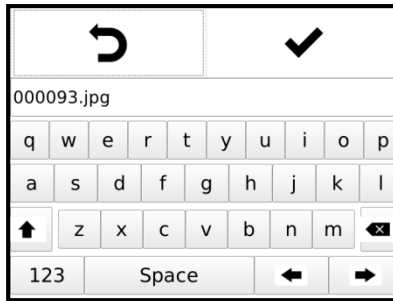 000093.jpg
q w e r t y u i o p
a s d f g h j k l
z x c v b n m
123 Space